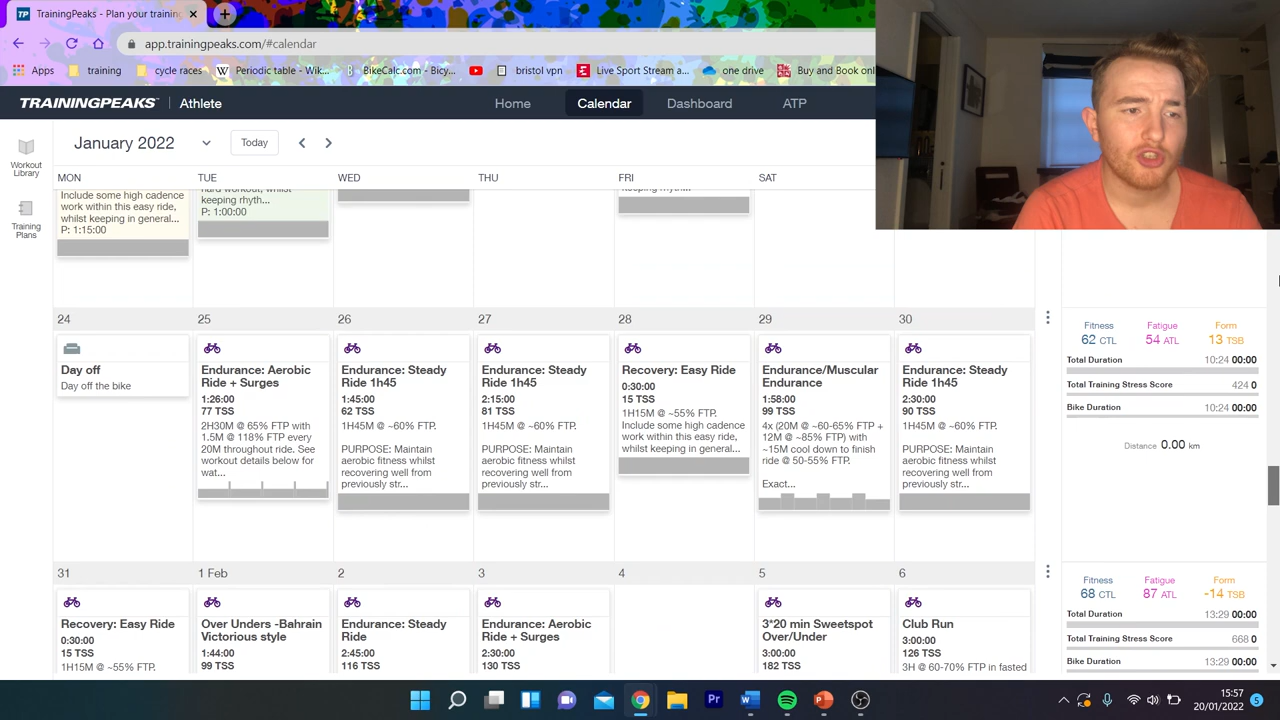 TrainingPeaks - Plan your training
app.trainingpeaks.com/#calendar
Apps training cycle races Periodic table - Wik... BikeCalc.com - Bicy... bristol vpn Live Sport Stream a... one drive Buy and Book onl
TRAININGPEAKS Athlete Home Calendar Dashboard ATP
January 2022 Today
Workout
Library
Training
Plans
MON TUE WED THU FRI SAT
Include some high cadence
work within this easy ride,
whilst keeping in general...
P: 1:15:00
hard workout, whilst
keeping rhyth...
P: 1:00:00
keeping rhyth...
24 25 26 27 28 29 30
Day off
Day off the bike
Endurance: Aerobic
Ride + Surges
1:26:00
77 TSS
2H30M @ 65% FTP with
1.5M @ 118% FTP every
20M throughout ride. See
workout details below for
wat...
Endurance: Steady
Ride 1h45
1:45:00
62 TSS
1H45M @ ~60% FTP.
PURPOSE: Maintain
aerobic fitness whilst
recovering well from
previously str...
Endurance: Steady
Ride 1h45
2:15:00
81 TSS
1H45M @ ~60% FTP.
PURPOSE: Maintain
aerobic fitness whilst
recovering well from
previously str...
Recovery: Easy Ride
0:30:00
15 TSS
1H15M @ ~55% FTP.
Include some high cadence
work within this easy ride,
whilst keeping in general...
Endurance/Muscular
Endurance
1:58:00
99 TSS
4x (20M @ ~60-65% FTP +
12M @ ~85% FTP) with
~15M cool down to finish
ride @ 50-55% FTP.
Exact...
Endurance: Steady
Ride 1h45
2:30:00
90 TSS
1H45M @ ~60% FTP.
PURPOSE: Maintain
aerobic fitness whilst
recovering well from
previously str...
Fitness Fatigue Form
62 CTL 54 ATL 13 TSB
Total Duration 10:24 00:00
Total Training Stress Score 424 0
Bike Duration 10:24 00:00
Distance 0.00 km
31 1 Feb 2 3 4 5 6
Recovery: Easy Ride
0:30:00
15 TSS
1H15M @ ~55% FTP.
Over Unders -Bahrain
Victorious style
1:44:00
99 TSS
Endurance: Steady
Ride
2:45:00
116 TSS
Endurance: Aerobic
Ride + Surges
2:30:00
130 TSS
3*20 min Sweetspot
Over/Under
3:00:00
182 TSS
Club Run
3:00:00
126 TSS
3H @ 60-70% FTP in fasted
Fitness Fatigue Form
68 CTL 87 ATL -14 TSB
Total Duration 13:29 00:00
Total Training Stress Score 668 0
Bike Duration 13:29 00:00
15:57
20/01/2022
5